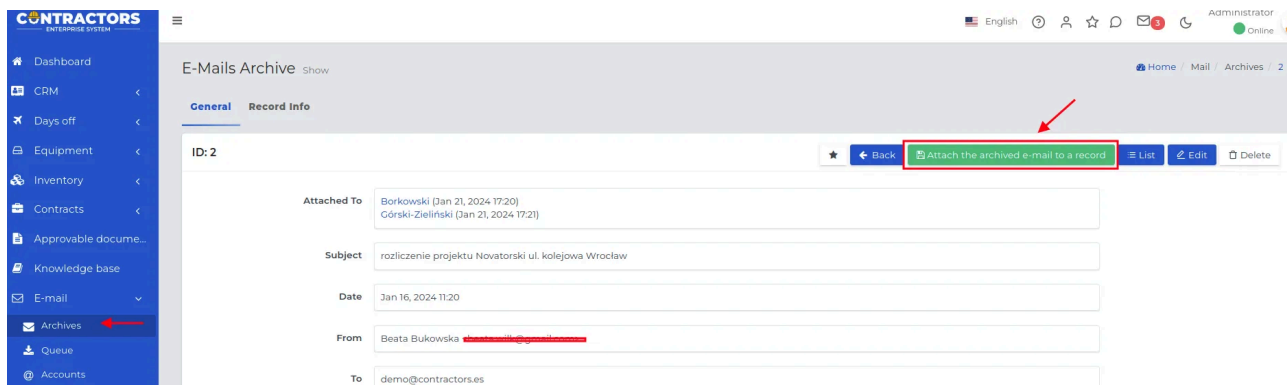 CONTRACTORS
ENTERPRISE SYSTEM
English
3
Administrator
Online
Dashboard
CRM
Days off
Equipment
Inventory
Contracts
Approvable docume...
Knowledge base
E-mail
Archives
Queue
@ Accounts
E-Mails Archive Show
Home / Mail / Archives / 2
General Record Info
ID: 2
Back
Attach the archived e-mail to a record
List
Edit
Delete
Attached To
Borkowski (Jan 21, 2024 17:20)
Górski-Zieliński (Jan 21, 2024 17:21)
Subject
rozliczenie projektu Novatorski ul. kolejowa Wrocław
Date
Jan 16, 2024 11:20
From
Beata Bukowska
To
demo@contractors.es